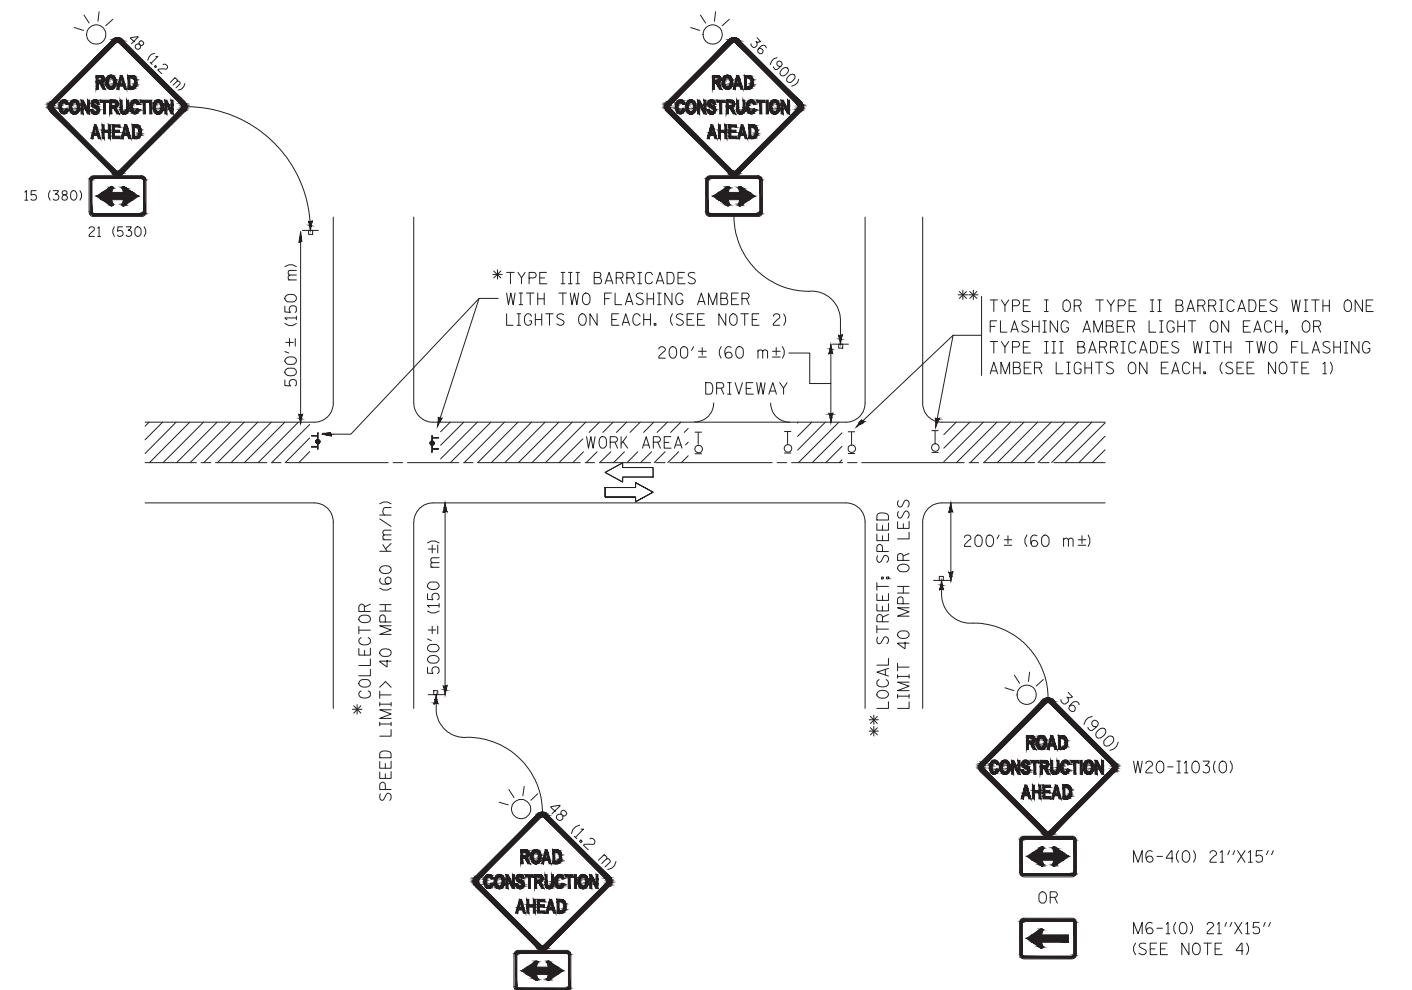 48 (1.2 m)
ROAD
CONSTRUCTION
AHEAD
15 (380)
21 (530)
500'± (150 m)
36 (900)
ROAD
CONSTRUCTION
AHEAD
*TYPE III BARRICADES
WITH TWO FLASHING AMBER
LIGHTS ON EACH. (SEE NOTE 2)
200'± (60 m±)
DRIVEWAY
** TYPE I OR TYPE II BARRICADES WITH ONE
FLASHING AMBER LIGHT ON EACH, OR
TYPE III BARRICADES WITH TWO FLASHING
AMBER LIGHTS ON EACH. (SEE NOTE 1)
WORK AREA
*COLLECTOR
SPEED LIMIT> 40 MPH (60 km/h)
500'± (150 m±)
**LOCAL STREET; SPEED
LIMIT 40 MPH OR LESS
200'± (60 m±)
48 (1.2 m)
ROAD
CONSTRUCTION
AHEAD
36 (900)
ROAD
CONSTRUCTION
AHEAD
W20-I103(O)
M6-4(O) 21"X15"
OR
M6-1(O) 21"X15"
(SEE NOTE 4)